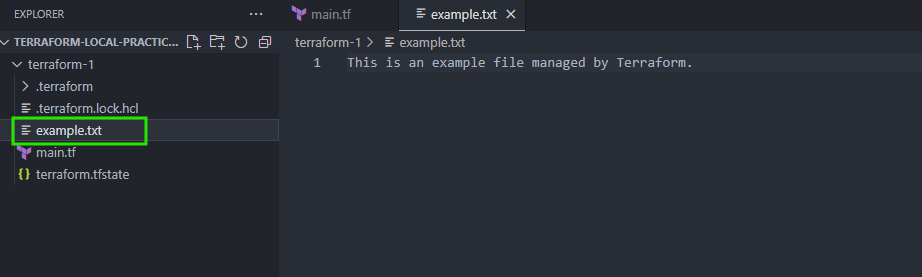 EXPLORER
TERRAFORM-LOCAL-PRACTIC...
terraform-1
.terraform
.terraform.lock.hcl
example.txt
main.tf
terraform.tfstate
main.tf
example.txt
terraform-1 > example.txt
1 This is an example file managed by Terraform.